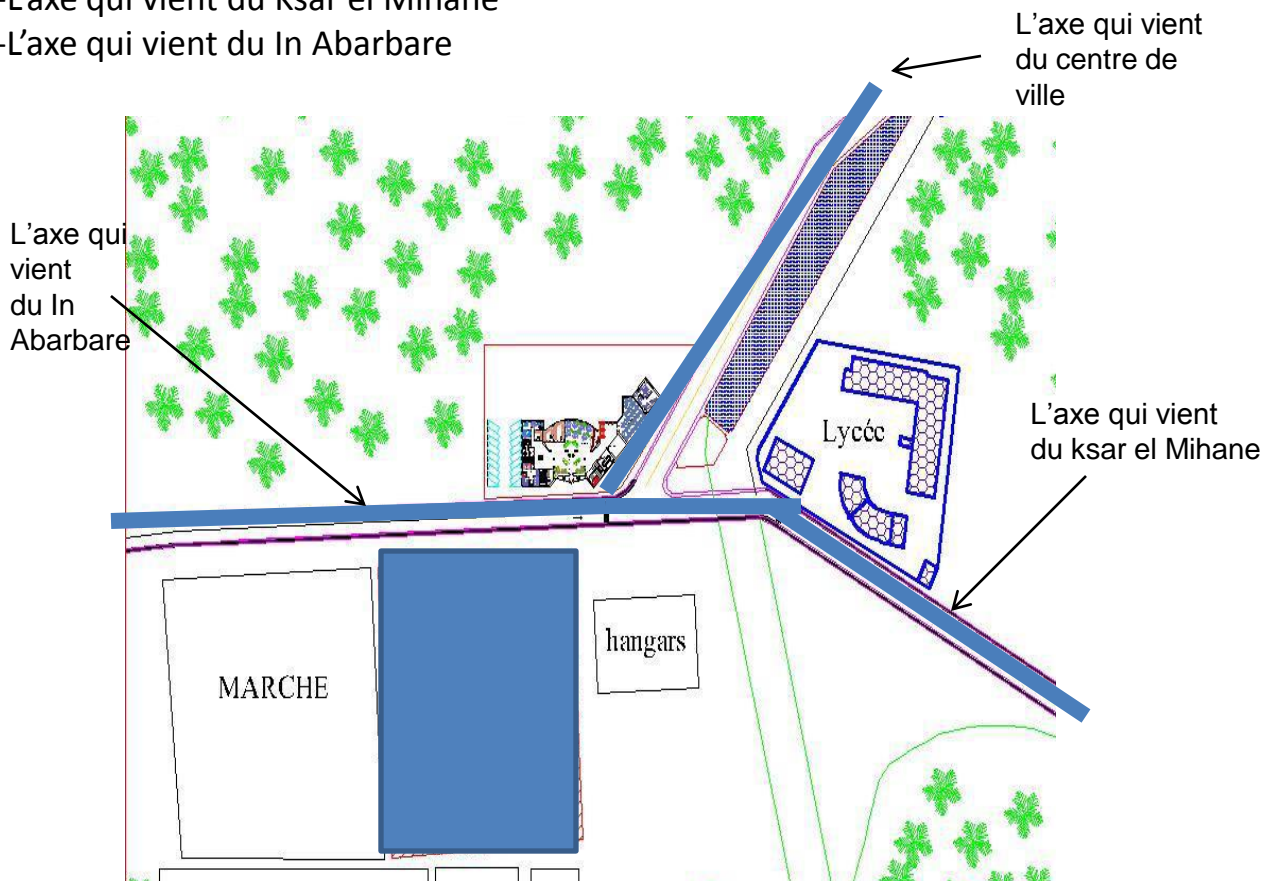 -L'axe qui vient du Ksar el Mihane
-L'axe qui vient du In Abarbare
L'axe qui vient
du centre de
ville
L'axe qui
vient
du In
Abarbare
Lycée
L'axe qui vient
du ksar el Mihane
hangars
MARCHE